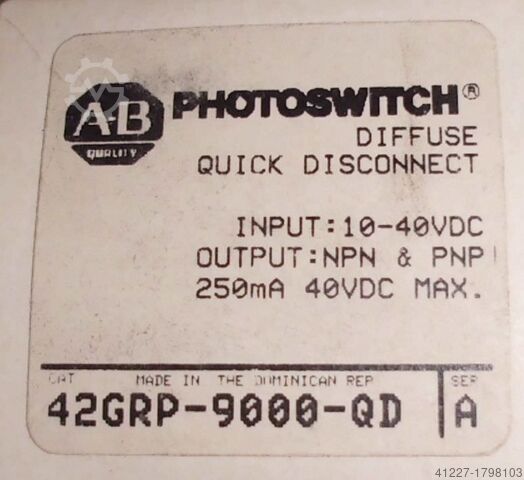 AB
QUALITY
PHOTOSWITCH®
DIFFUSE
QUICK DISCONNECT
INPUT:10-40VDC
OUTPUT:NPN & PNP
250mA 40VDC MAX.
CAT MADE IN THE DOMINICAN REP SER
42GRP-9000-QD A
41227-1798103